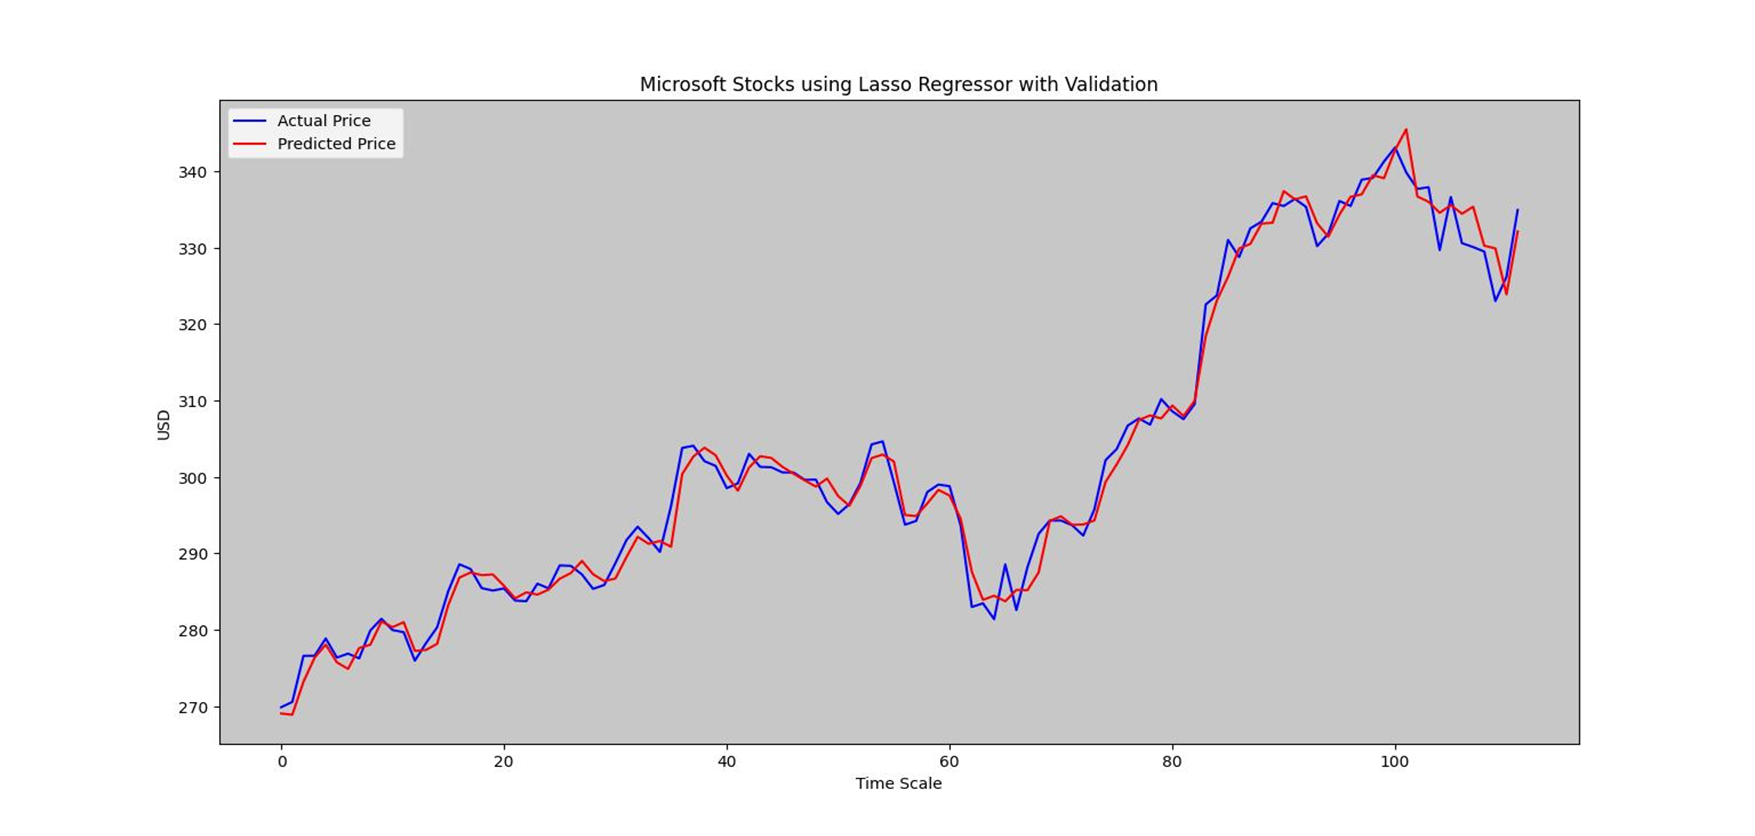 Microsoft Stocks using Lasso Regressor with Validation
Actual Price
Predicted Price
340
330
320
310
300
290
280
270
USD
0 20 40 60 80 100
Time Scale